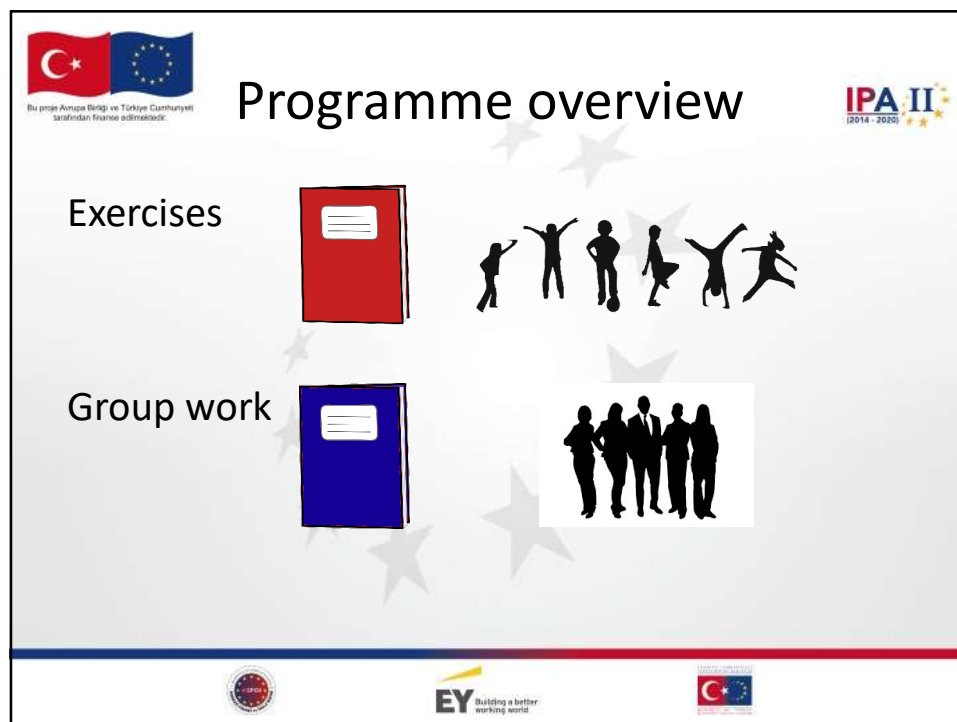 Bu proje Avrupa Birliği ve Türkiye Cumhuriyeti
tarafından finanse edilmektedir.
Programme overview
IPA II
(2014 - 2020)
Exercises
Group work
CFCU
EY
Building a better
working world